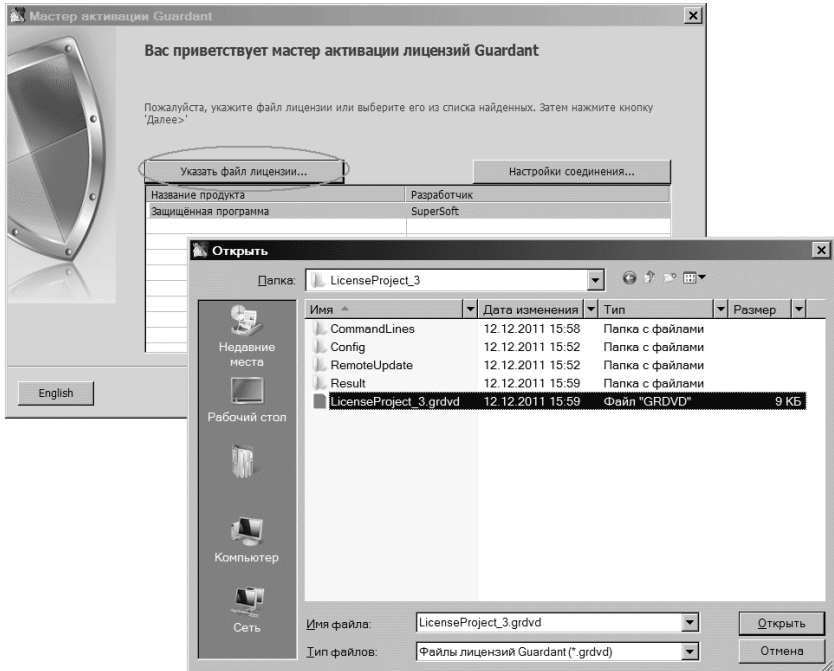 Мастер активации Guardant
Вас приветствует мастер активации лицензий Guardant
Пожалуйста, укажите файл лицензии или выберите его из списка найденных. Затем нажмите кнопку
'Далее>'
Указать файл лицензии...
Настройки соединения...
Название продукта Разработчик
Защищённая программа SuperSoft
English
Открыть
Папка: LicenseProject_3
Имя Дата изменения Тип Размер
CommandLines 12.12.2011 15:58 Папка с файлами
Config 12.12.2011 15:52 Папка с файлами
RemoteUpdate 12.12.2011 15:52 Папка с файлами
Result 12.12.2011 15:59 Папка с файлами
LicenseProject_3.grdvd 12.12.2011 15:59 Файл "GRDVD" 9 КБ
Недавние
места
Рабочий стол
Компьютер
Сеть
Имя файла: LicenseProject_3.grdvd Открыть
Тип файлов: Файлы лицензий Guardant (*.grdvd) Отмена